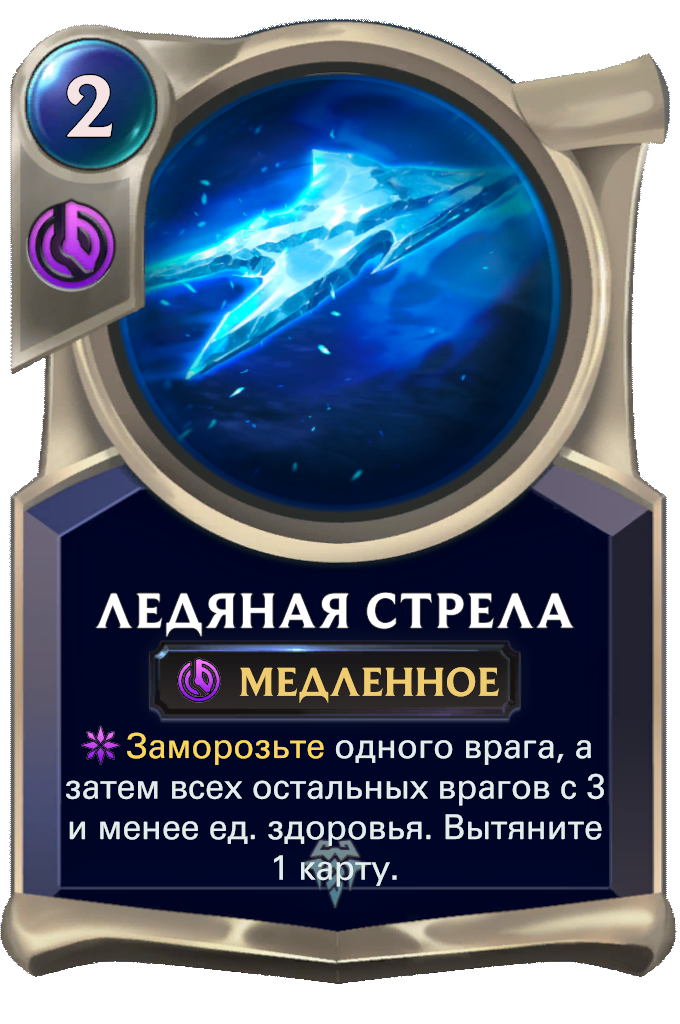 2
ЛЕДЯНАЯ СТРЕЛА
МЕДЛЕННОЕ
Заморозьте одного врага, а
затем всех остальных врагов с 3
и менее ед. здоровья. Вытяните
1 карту.